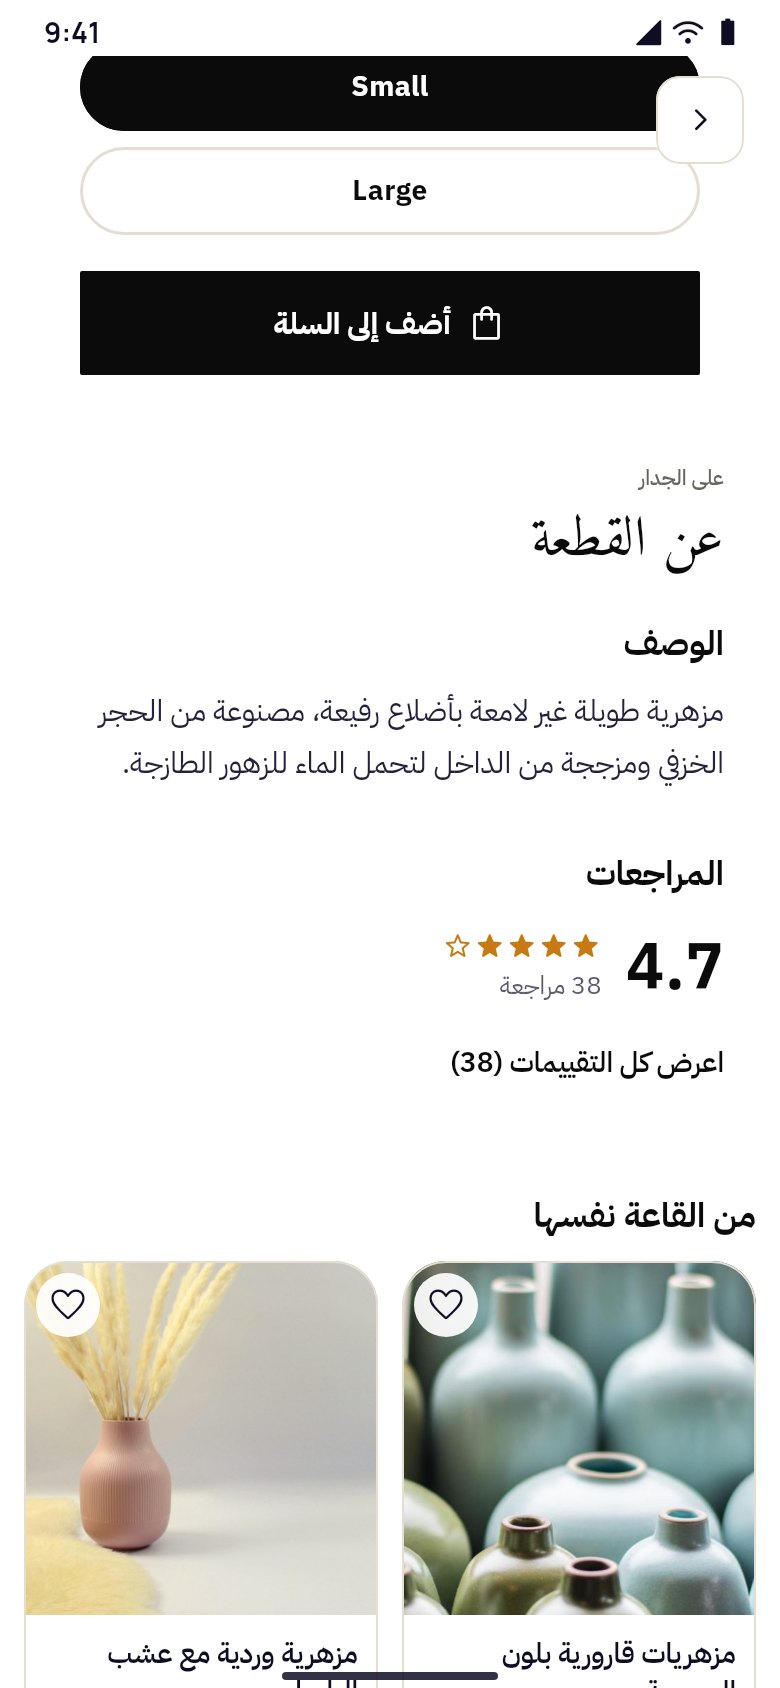 9:41
Small
Large
أضف إلى السلة
على الجدار
عن القطعة
الوصف
مزهرية طويلة غير لامعة بأضلاع رفيعة، مصنوعة من الحجر
الخزفي ومزججة من الداخل لتحمل الماء للزهور الطازجة.
المراجعات
4.7
38 مراجعة
اعرض كل التقييمات (38)
من القاعة نفسها
مزهريات قارورية بلون
مزهرية وردية مع عشب